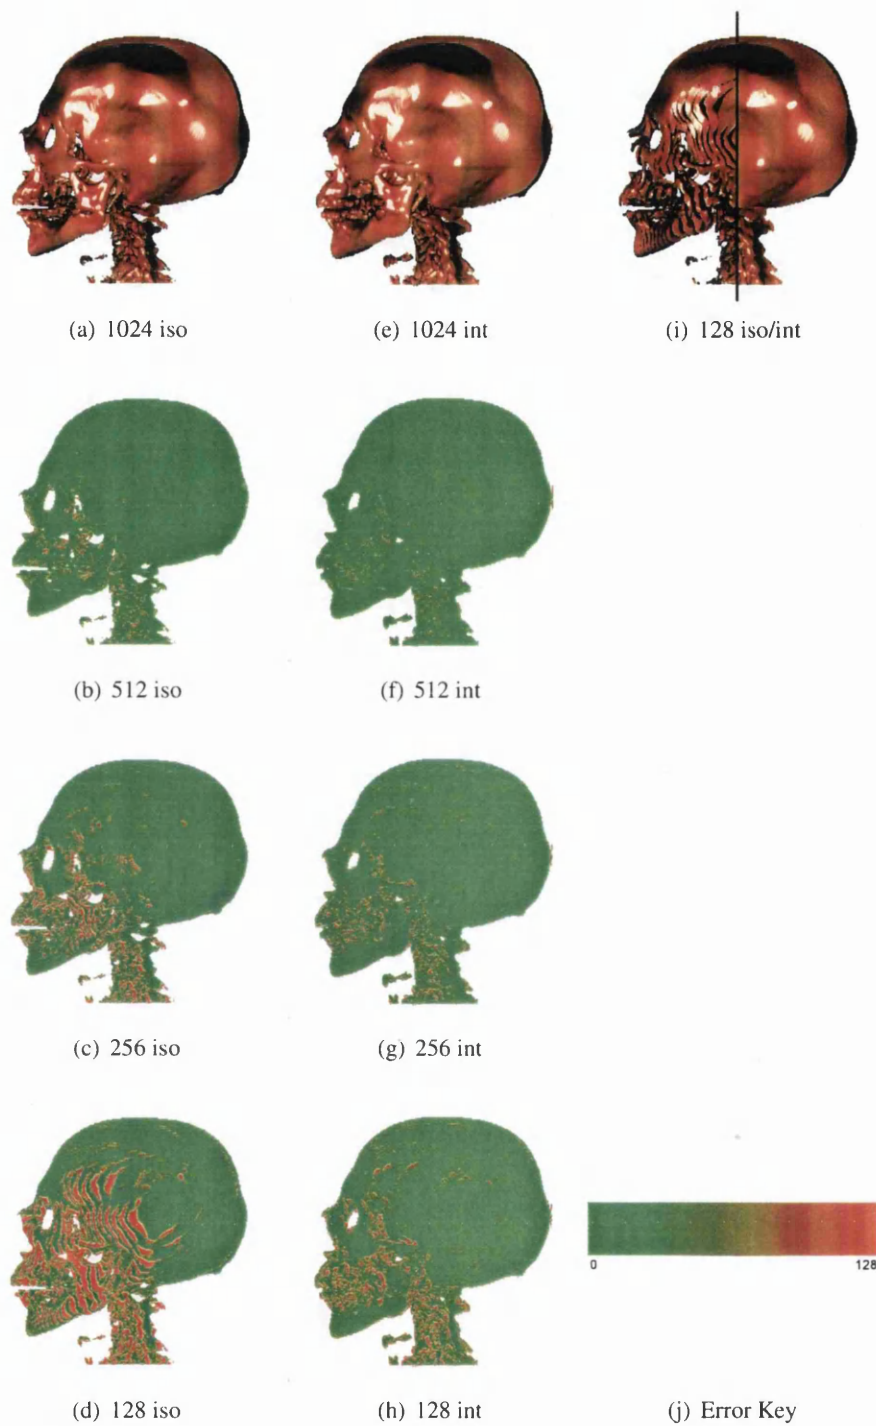 (a) 1024 iso
(e) 1024 int
(i) 128 iso/int
(b) 512 iso
(f) 512 int
(c) 256 iso
(g) 256 int
0
128
(d) 128 iso
(h) 128 int
(j) Error Key